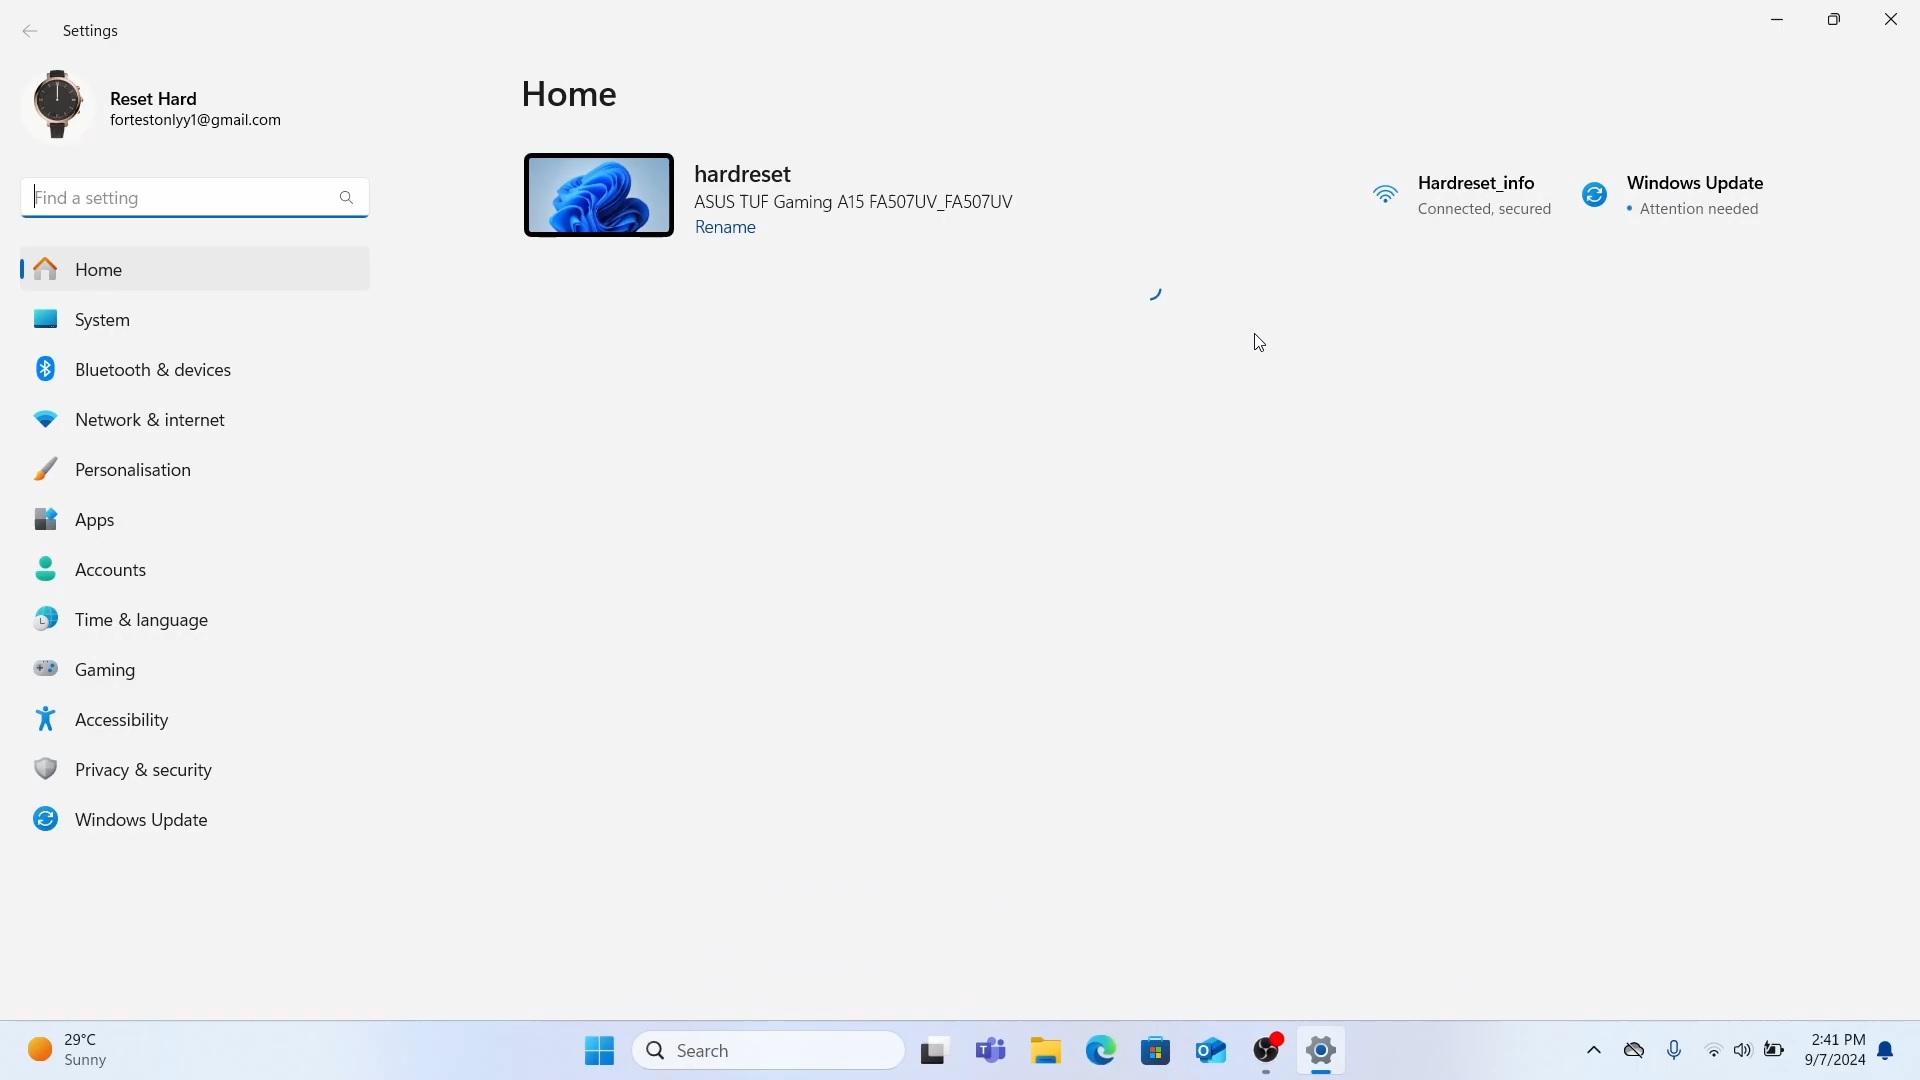 Settings
Reset Hard
fortestonlyy1@gmail.com
Find a setting
Home
System
Bluetooth & devices
Network & internet
Personalisation
Apps
Accounts
Time & language
Gaming
Accessibility
Privacy & security
Windows Update
Home
hardreset
ASUS TUF Gaming A15 FA507UV_FA507UV
Rename
Hardreset_info
Connected, secured
Windows Update
Attention needed
29°C
Sunny
Search
2:41 PM
9/7/2024